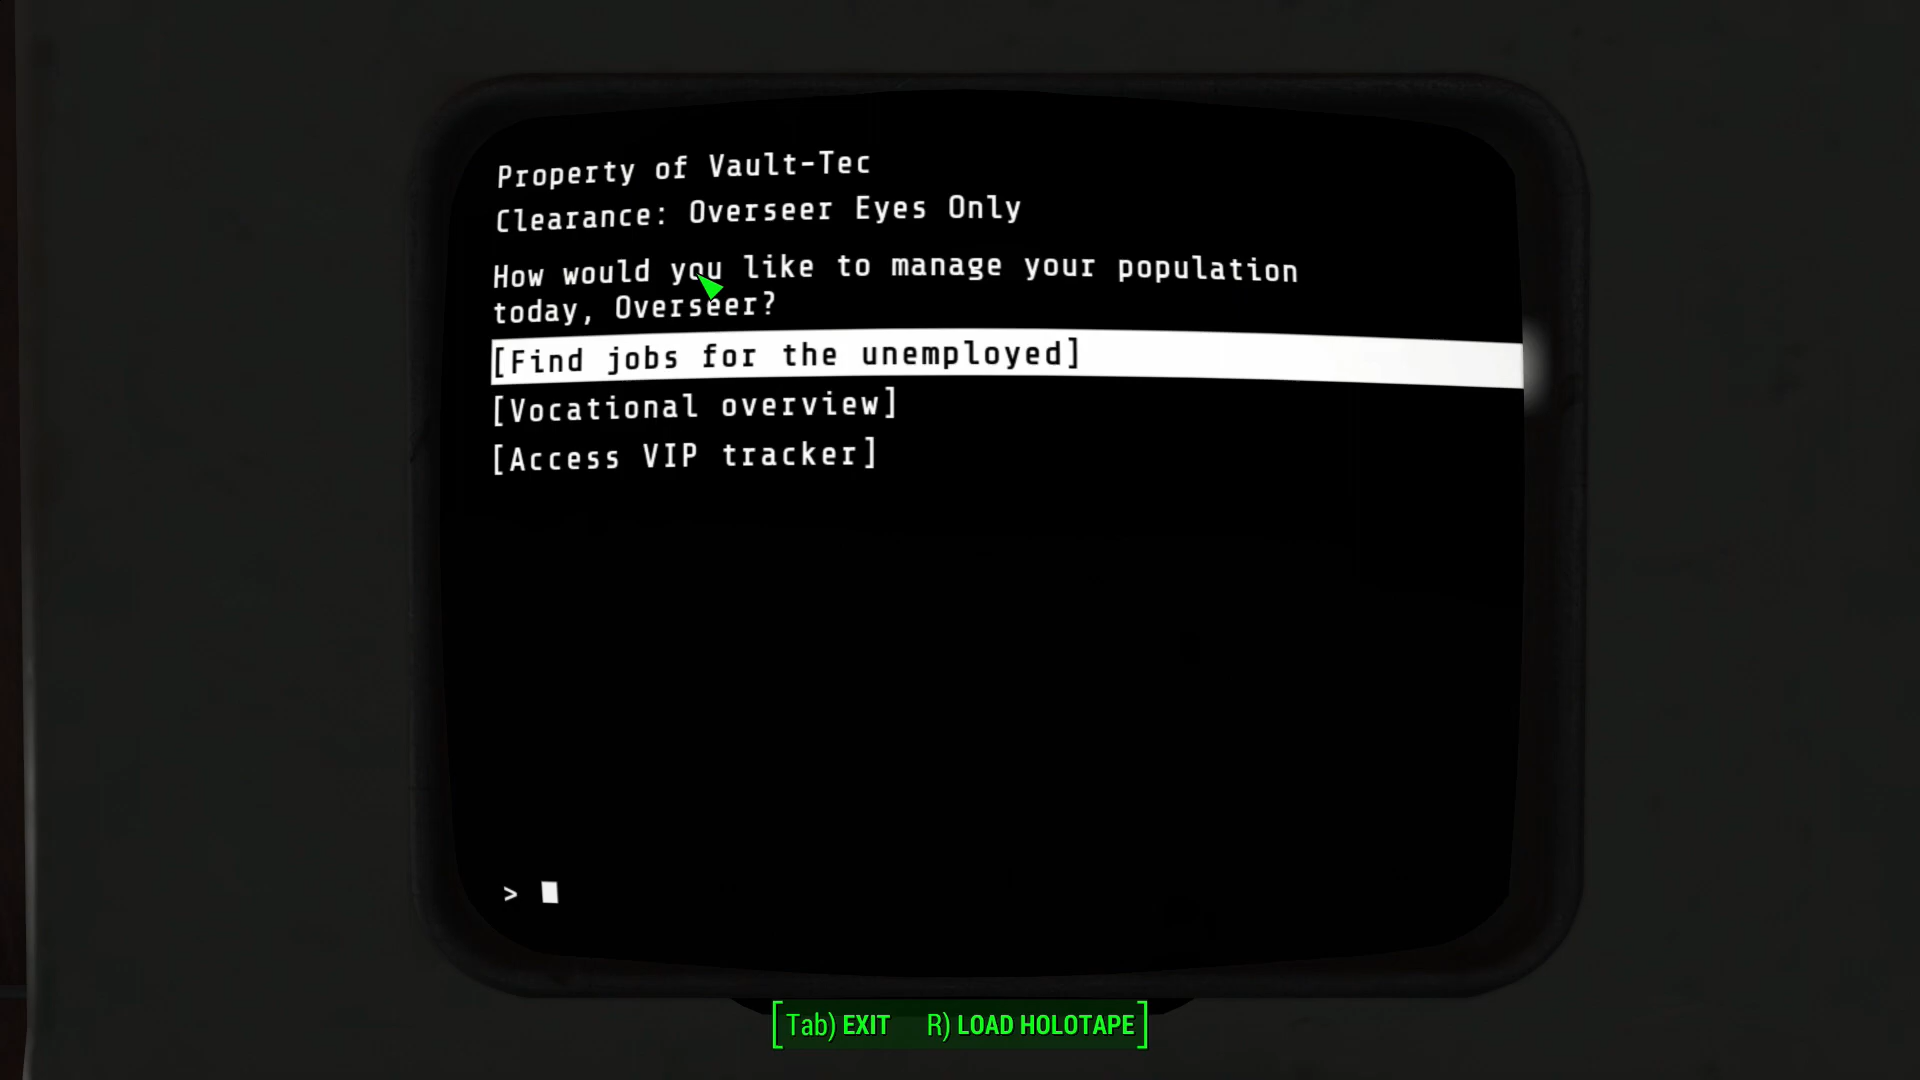 Property of Vault-Tec
Clearance: Overseer Eyes Only
How would you like to manage your population
today, Overseer?
[Find jobs for the unemployed]
[Vocational overview]
[Access VIP tracker]
>
[Tab) EXIT R) LOAD HOLOTAPE]